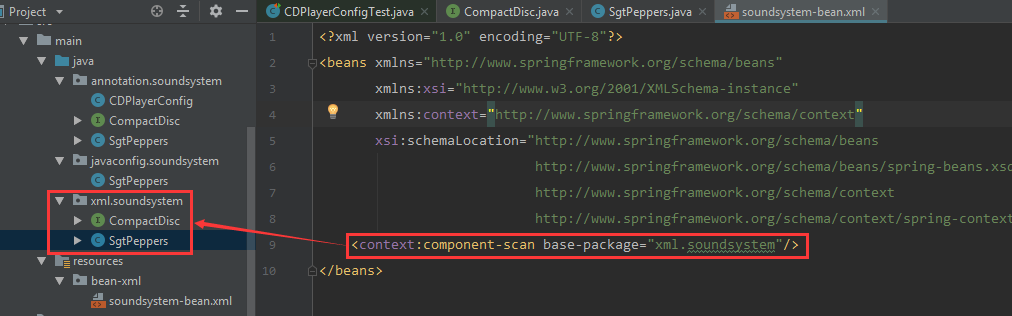 Project
main
java
annotation.soundsystem
CDPlayerConfig
CompactDisc
SgtPeppers
javaconfig.soundsystem
SgtPeppers
xml.soundsystem
CompactDisc
SgtPeppers
resources
bean-xml
soundsystem-bean.xml
CDPlayerConfigTest.java
CompactDisc.java
SgtPeppers.java
soundsystem-bean.xml
1 <?xml version="1.0" encoding="UTF-8"?>
2 <beans xmlns="http://www.springframework.org/schema/beans"
3 xmlns:xsi="http://www.w3.org/2001/XMLSchema-instance"
4 xmlns:context="http://www.springframework.org/schema/context"
5 xsi:schemaLocation="http://www.springframework.org/schema/beans
6 http://www.springframework.org/schema/beans/spring-beans.xsd
7 http://www.springframework.org/schema/context
8 http://www.springframework.org/schema/context/spring-context
9 <context:component-scan base-package="xml.soundsystem"/>
10 </beans>